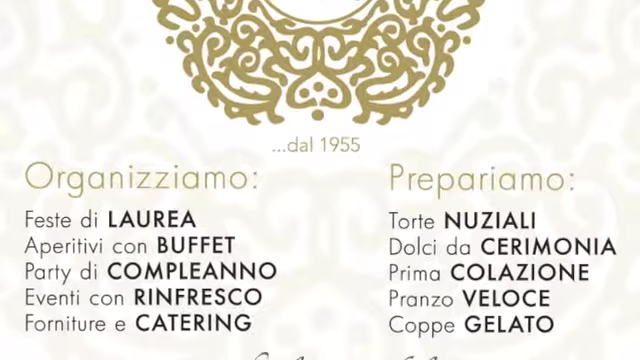 ...dal 1955
Organizziamo:
Feste di LAUREA
Aperitivi con BUFFET
Party di COMPLEANNO
Eventi con RINFRESCO
Forniture e CATERING
Prepariamo:
Torte NUZIALI
Dolci da CERIMONIA
Prima COLAZIONE
Pranzo VELOCE
Coppe GELATO